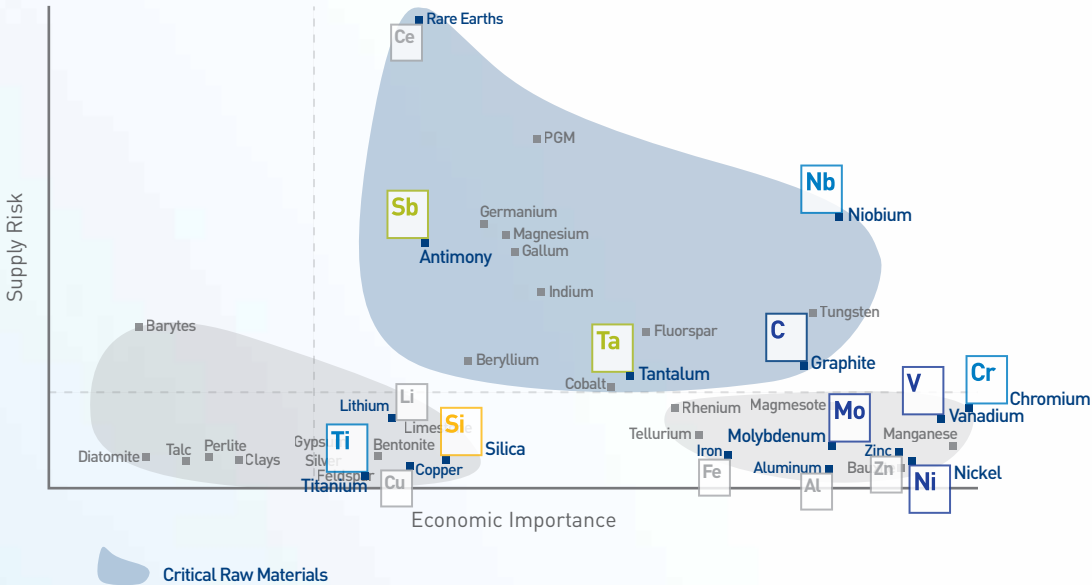 Rare Earths
Ce
PGM
Nb
Niobium
Sb
Germanium
Magnesium
Gallum
Antimony
Supply Risk
Indium
Tungsten
Barytes
Fluorspar
C
Ta
Beryllium
Graphite
Tantalum
Cobalt
Cr
V
Chromium
Li
Lithium
Rhenium
Magmesote
Mo
Vanadium
Si
Ti
Tellurium
Molybdenum
Manganese
Talc
Perlite
Bentonite
Silica
Diatomite
Clays
Silver
Iron
Zinc
Copper
Aluminum
Zn
Fe
Nickel
Feldspar
Titanium
Cu
Al
Ni
Economic Importance
Critical Raw Materials